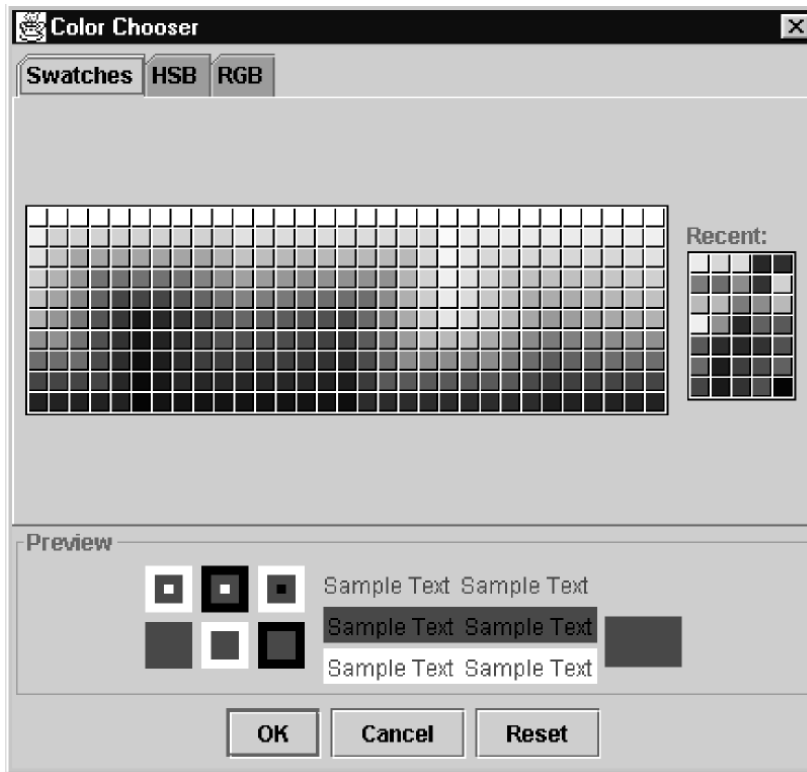 Color Chooser
Swatches HSB RGB
Recent:
Preview
Sample Text Sample Text
Sample Text Sample Text
Sample Text Sample Text
OK Cancel Reset